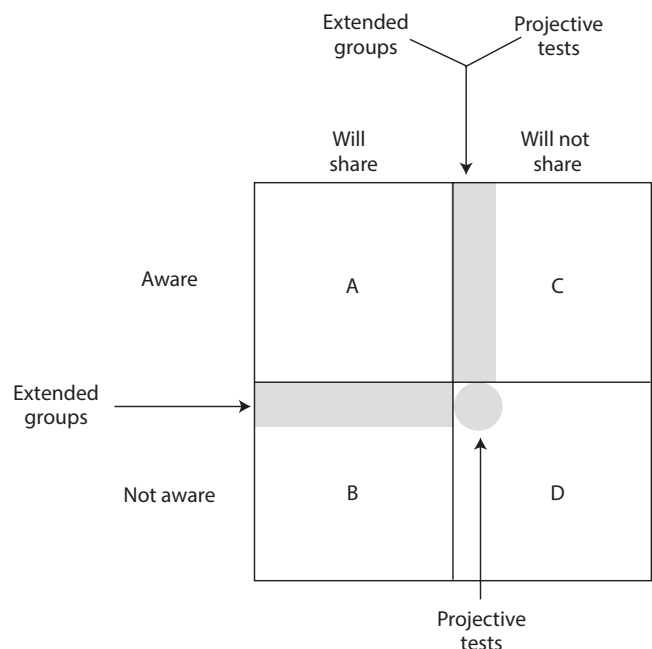 Extended
groups
Projective
tests
Will
share
Will not
share
Aware
A
C
Extended
groups
Not aware
B
D
Projective
tests